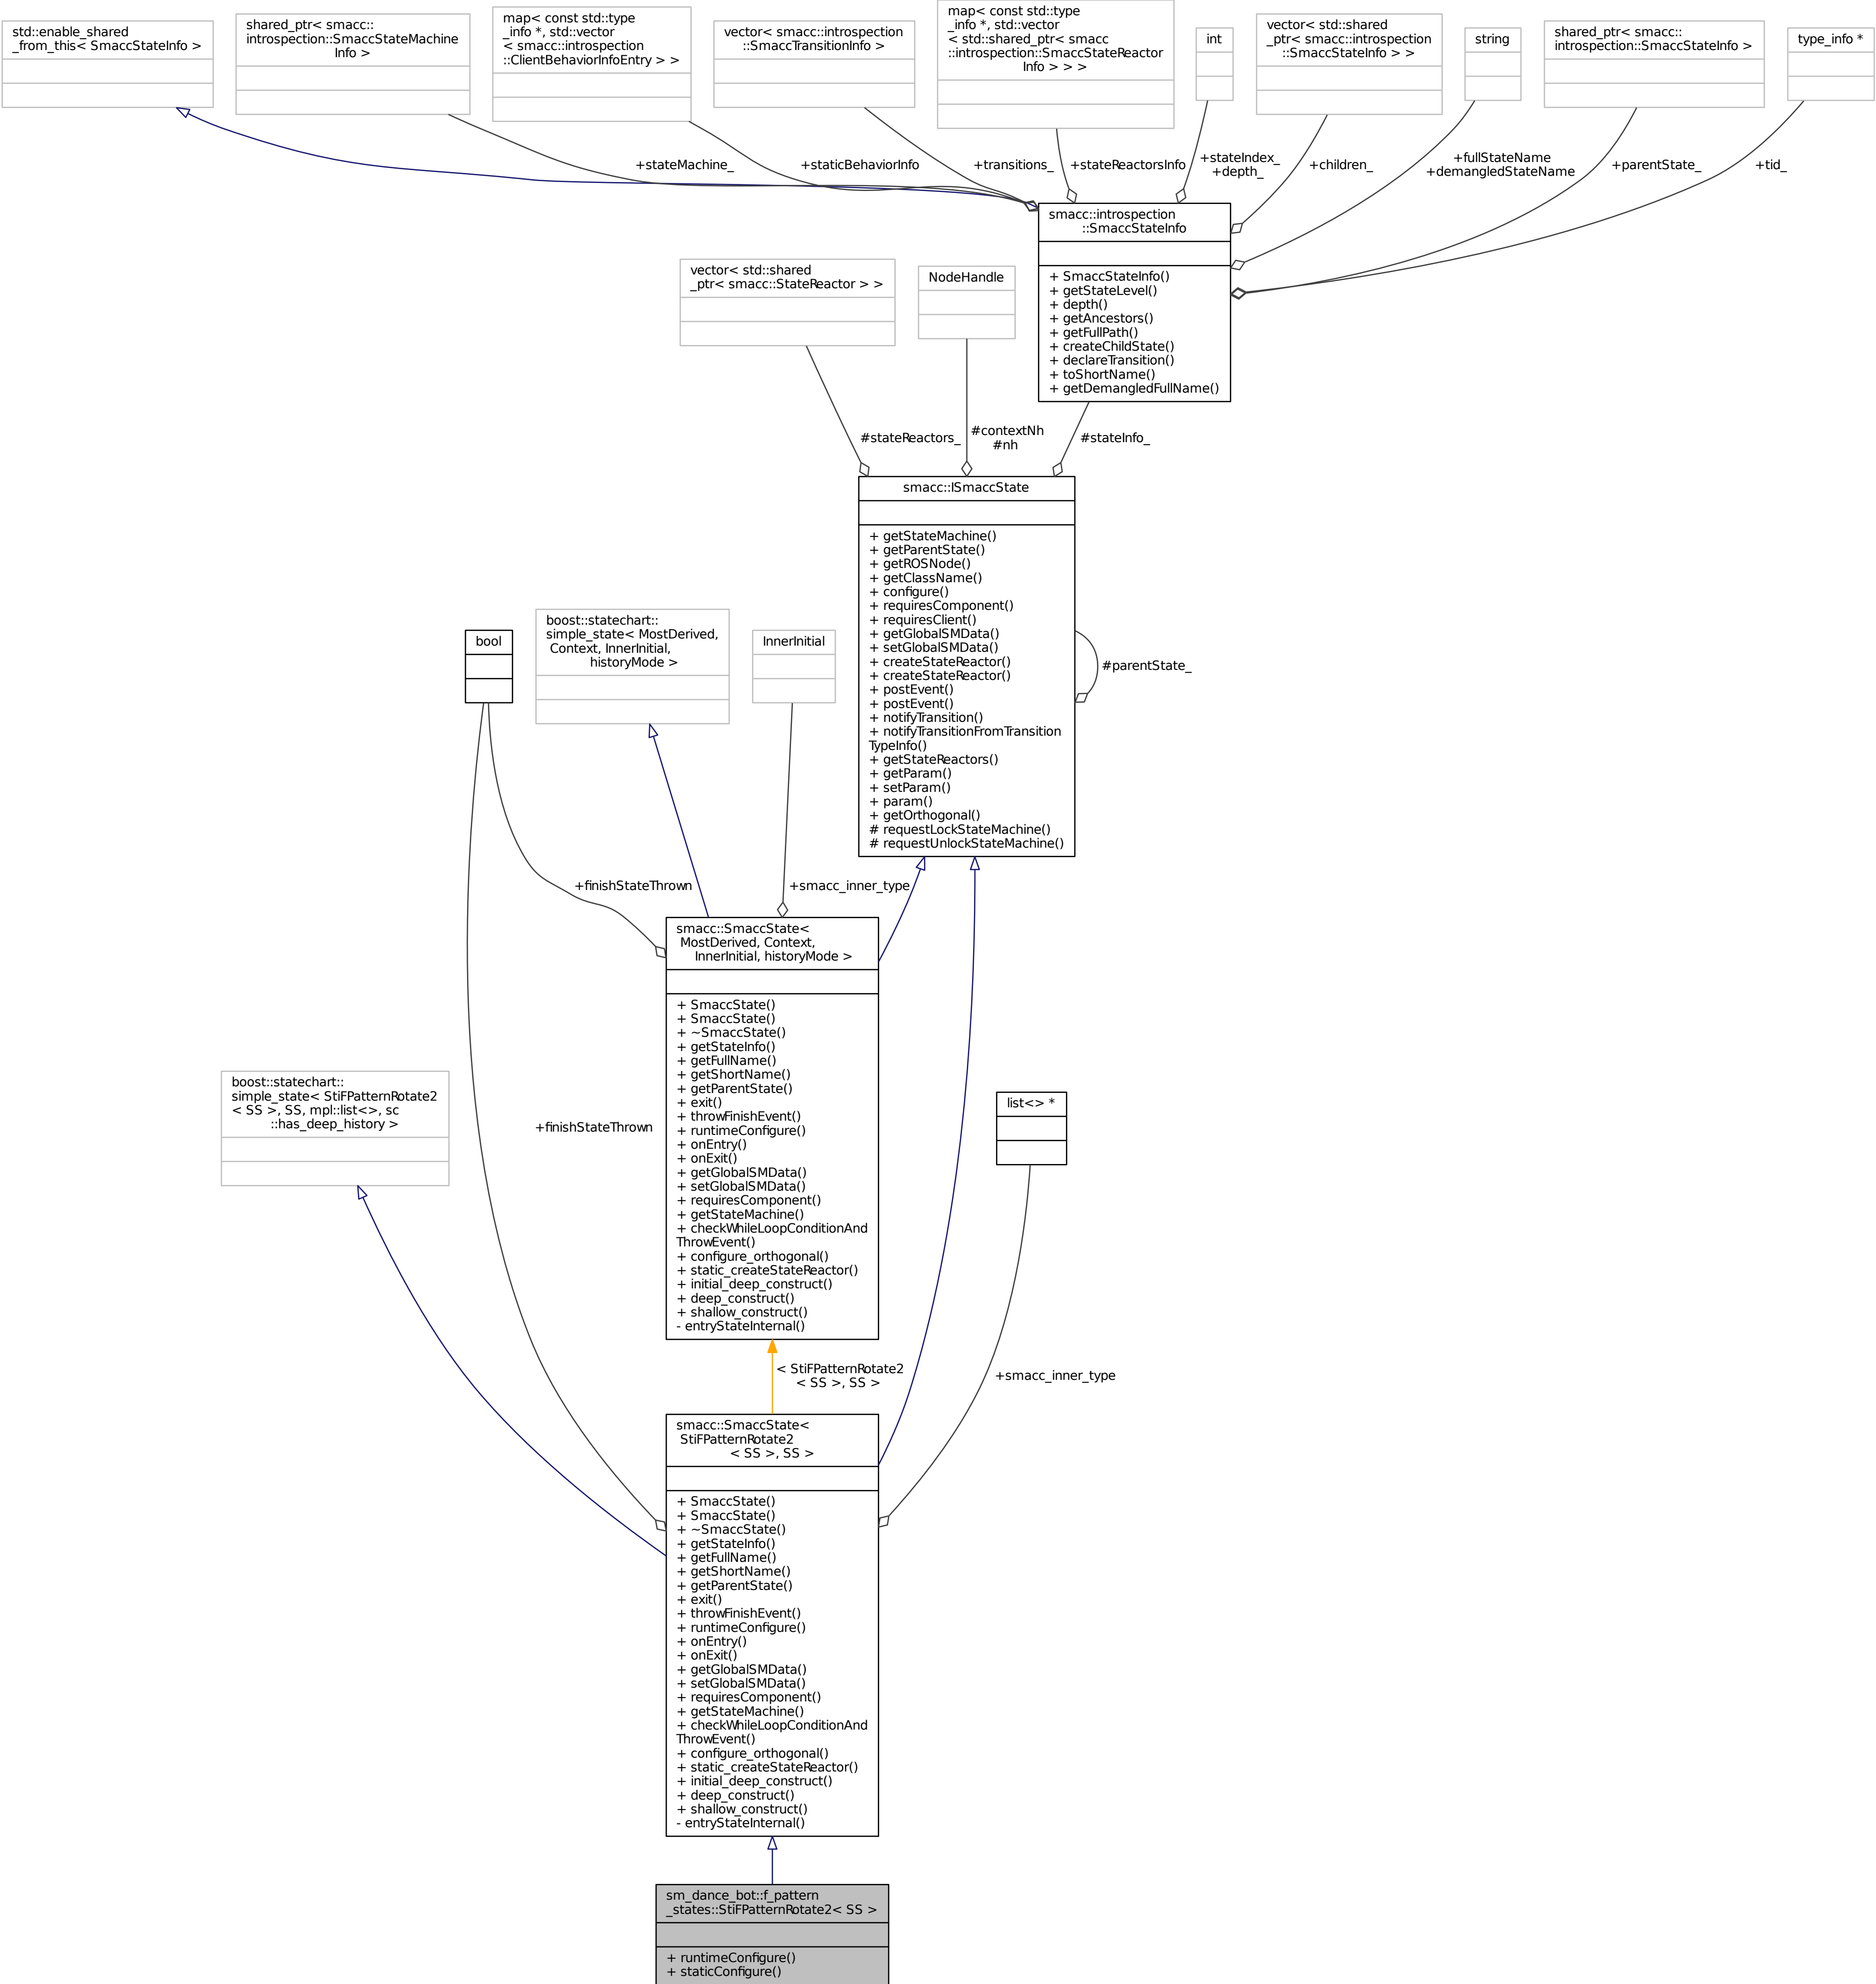 std::enable_shared
_from_this< SmaccStateInfo >
shared_ptr< smacc::
introspection::SmaccStateMachine
Info >
map< const std::type
_info *, std::vector
< smacc::introspection
::ClientBehaviorInfoEntry > >
vector< smacc::introspection
::SmaccTransitionInfo >
map< const std::type
_info *, std::vector
< std::shared_ptr< smacc
::introspection::SmaccStateReactor
Info > > >
int
vector< std::shared
_ptr< smacc::introspection
::SmaccStateInfo > >
string
shared_ptr< smacc::
introspection::SmaccStateInfo >
type_info *
+stateMachine_
+staticBehaviorInfo
+transitions_
+stateReactorsInfo
+stateIndex_
+depth_
+children_
+fullStateName
+demangledStateName
+parentState_
+tid_
smacc::introspection
::SmaccStateInfo
+ SmaccStateInfo()
+ getStateLevel()
+ depth()
+ getAncestors()
+ getFullPath()
+ createChildState()
+ declareTransition()
+ toShortName()
+ getDemangledFullName()
vector< std::shared
_ptr< smacc::StateReactor > >
NodeHandle
#stateReactors_
#contextNh
#nh
#stateInfo_
smacc::ISmaccState
+ getStateMachine()
+ getParentState()
+ getROSNode()
+ getClassName()
+ configure()
+ requiresComponent()
+ requiresClient()
+ getGlobalSMData()
+ setGlobalSMData()
+ createStateReactor()
+ createStateReactor()
+ postEvent()
+ postEvent()
+ notifyTransition()
+ notifyTransitionFromTransition
TypeInfo()
+ getStateReactors()
+ getParam()
+ setParam()
+ param()
+ getOrthogonal()
# requestLockStateMachine()
# requestUnlockStateMachine()
#parentState_
bool
boost::statechart::
simple_state< MostDerived,
Context, InnerInitial,
historyMode >
InnerInitial
+finishStateThrown
+smacc_inner_type
smacc::SmaccState<
MostDerived, Context,
InnerInitial, historyMode >
+ SmaccState()
+ SmaccState()
+ ~SmaccState()
+ getStateInfo()
+ getFullName()
+ getShortName()
+ getParentState()
+ exit()
+ throwFinishEvent()
+ runtimeConfigure()
+ onEntry()
+ onExit()
+ getGlobalSMData()
+ setGlobalSMData()
+ requiresComponent()
+ getStateMachine()
+ checkWhileLoopConditionAnd
ThrowEvent()
+ configure_orthogonal()
+ static_createStateReactor()
+ initial_deep_construct()
+ deep_construct()
+ shallow_construct()
- entryStateInternal()
boost::statechart::
simple_state< StiFPatternRotate2
< SS >, SS, mpl::list<>, sc
::has_deep_history >
+finishStateThrown
list<> *
< StiFPatternRotate2
< SS >, SS >
+smacc_inner_type
smacc::SmaccState<
StiFPatternRotate2
< SS >, SS >
+ SmaccState()
+ SmaccState()
+ ~SmaccState()
+ getStateInfo()
+ getFullName()
+ getShortName()
+ getParentState()
+ exit()
+ throwFinishEvent()
+ runtimeConfigure()
+ onEntry()
+ onExit()
+ getGlobalSMData()
+ setGlobalSMData()
+ requiresComponent()
+ getStateMachine()
+ checkWhileLoopConditionAnd
ThrowEvent()
+ configure_orthogonal()
+ static_createStateReactor()
+ initial_deep_construct()
+ deep_construct()
+ shallow_construct()
- entryStateInternal()
sm_dance_bot::f_pattern
_states::StiFPatternRotate2< SS >
+ runtimeConfigure()
+ staticConfigure()